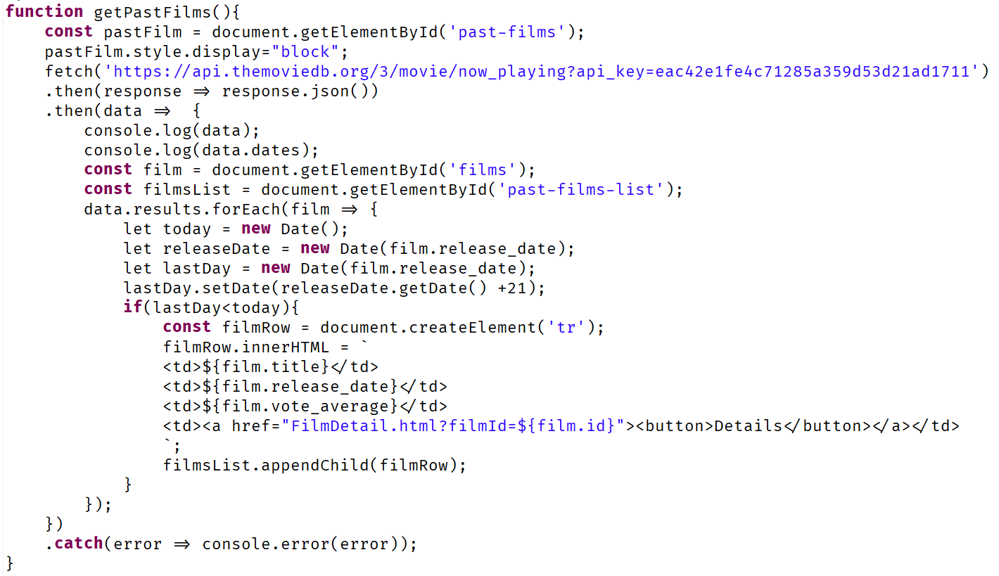 function getPastFilms(){
    const pastFilm = document.getElementById('past-films');
    pastFilm.style.display="block";
    fetch('https://api.themoviedb.org/3/movie/now_playing?api_key=eac42e1fe4c71285a359d53d21ad1711')
    .then(response => response.json())
    .then(data =>  {
        console.log(data);
        console.log(data.dates);
        const film = document.getElementById('films');
        const filmsList = document.getElementById('past-films-list');
        data.results.forEach(film => {
            let today = new Date();
            let releaseDate = new Date(film.release_date);
            let lastDay = new Date(film.release_date);
            lastDay.setDate(releaseDate.getDate() +21);
            if(lastDay<today){
                const filmRow = document.createElement('tr');
                filmRow.innerHTML = `
                <td>${film.title}</td>
                <td>${film.release_date}</td>
                <td>${film.vote_average}</td>
                <td><a href="FilmDetail.html?filmId=${film.id}"><button>Details</button></a></td>
                `;
                filmsList.appendChild(filmRow);
            }
        });
    })
    .catch(error => console.error(error));
}